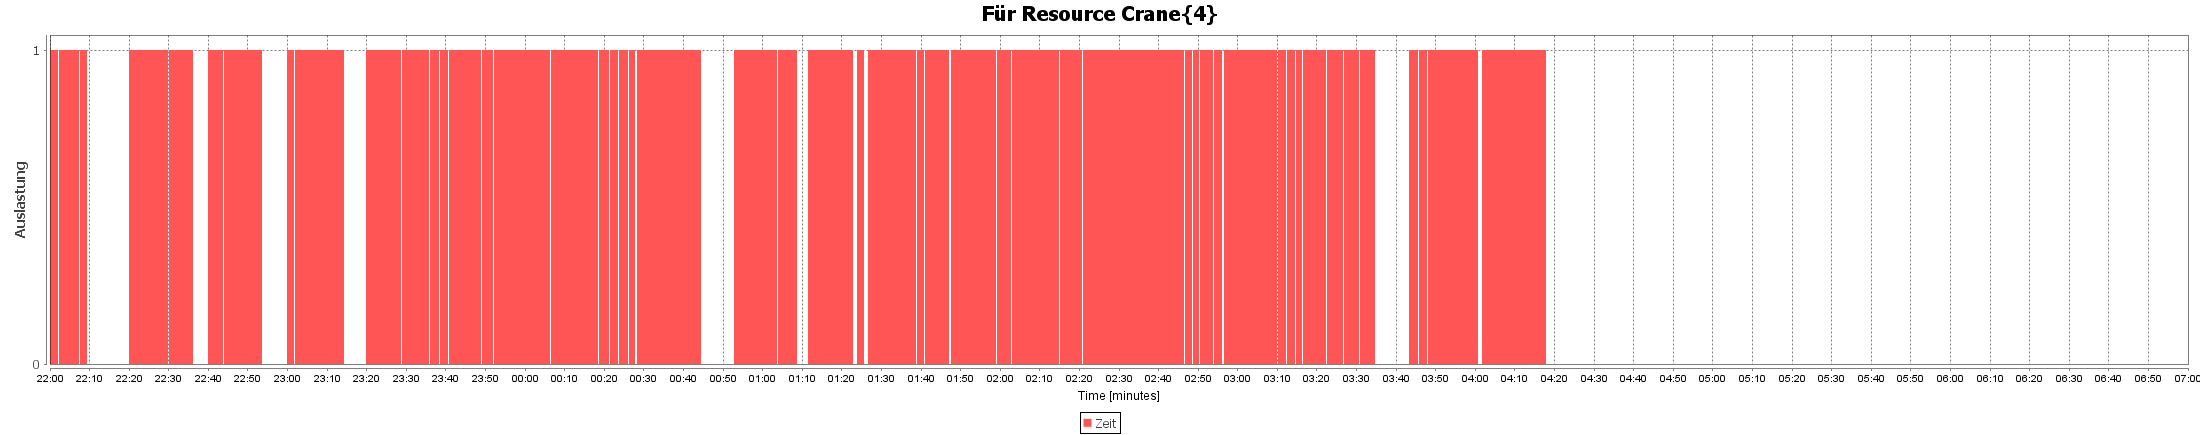 Für Resource Crane{4}
1
Auslastung
0
22:00 22:10 22:20 22:30 22:40 22:50 23:00 23:10 23:20 23:30 23:40 23:50 00:00 00:10 00:20 00:30 00:40 00:50 01:00 01:10 01:20 01:30 01:40 01:50 02:00 02:10 02:20 02:30 02:40 02:50 03:00 03:10 03:20 03:30 03:40 03:50 04:00 04:10 04:20 04:30 04:40 04:50 05:00 05:10 05:20 05:30 05:40 05:50 06:00 06:10 06:20 06:30 06:40 06:50 07:00
Time [minutes]
Zeit